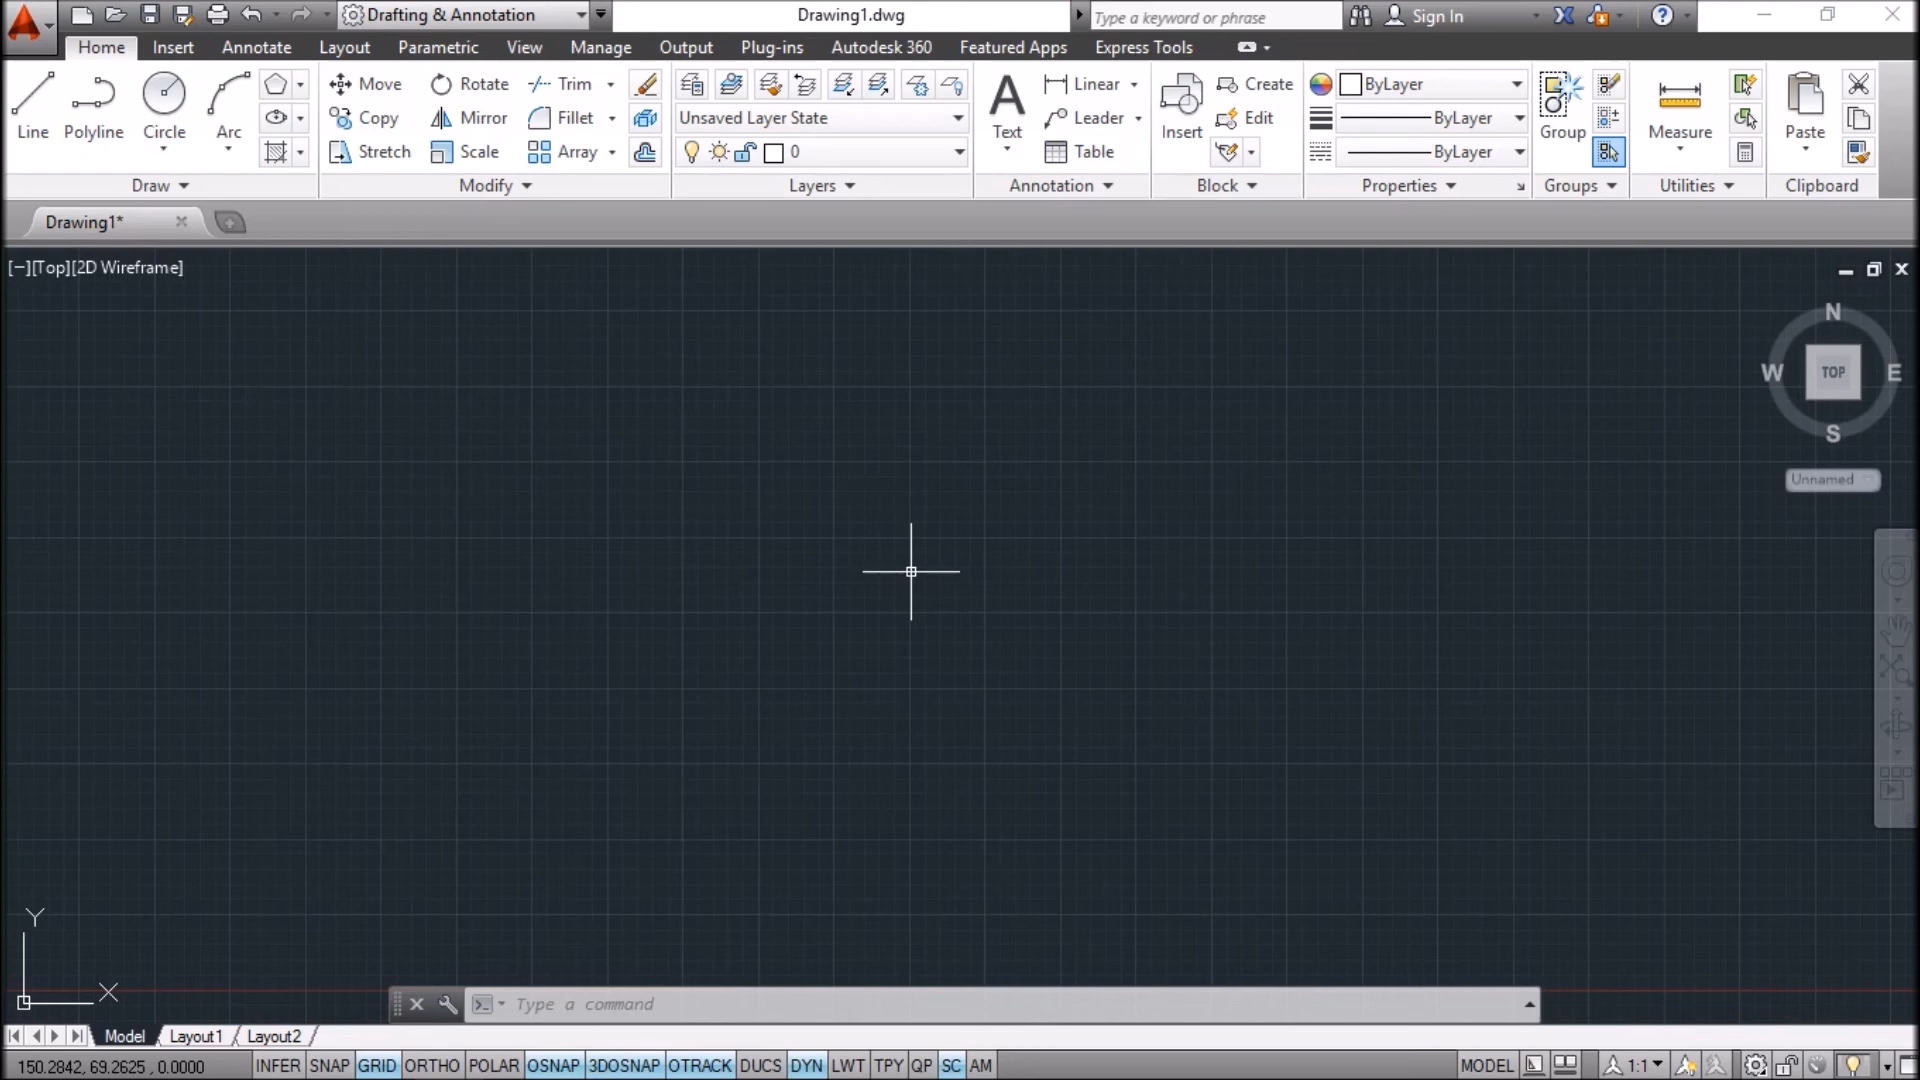 Drafting & Annotation
Drawing1.dwg
Type a keyword or phrase
Sign In
Home Insert Annotate Layout Parametric View Manage Output Plug-ins Autodesk 360 Featured Apps Express Tools
Move Rotate Trim Linear Create ByLayer
Unsaved Layer State
Copy Mirror Fillet Leader Edit ByLayer
Line Polyline Circle Arc Text Insert Group Measure Paste
Stretch Scale Array 0 Table ByLayer
Draw Modify Layers Annotation Block Properties Groups Utilities Clipboard
Drawing1*
[−][Top][2D Wireframe]
N
W TOP E
S
Unnamed
Y
X
Type a command
Model Layout1 Layout2
150.2842, 69.2625 , 0.0000 INFER SNAP GRID ORTHO POLAR OSNAP 3DOSNAP OTRACK DUCS DYN LWT TPY QP SC AM MODEL 1:1